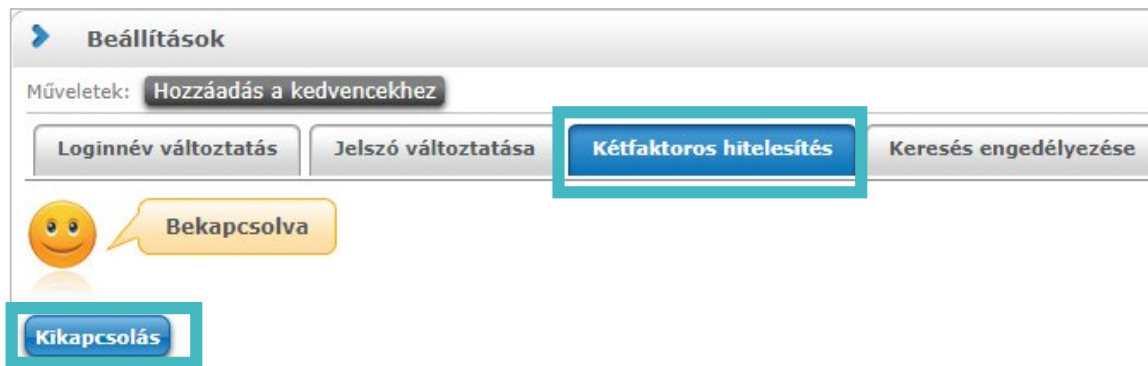 Beállítások
Műveletek: Hozzáadás a kedvencekhez
Loginnév változtatás Jelszó változtatása Kétfaktoros hitelesítés Keresés engedélyezése
Bekapcsolva
Kikapcsolás